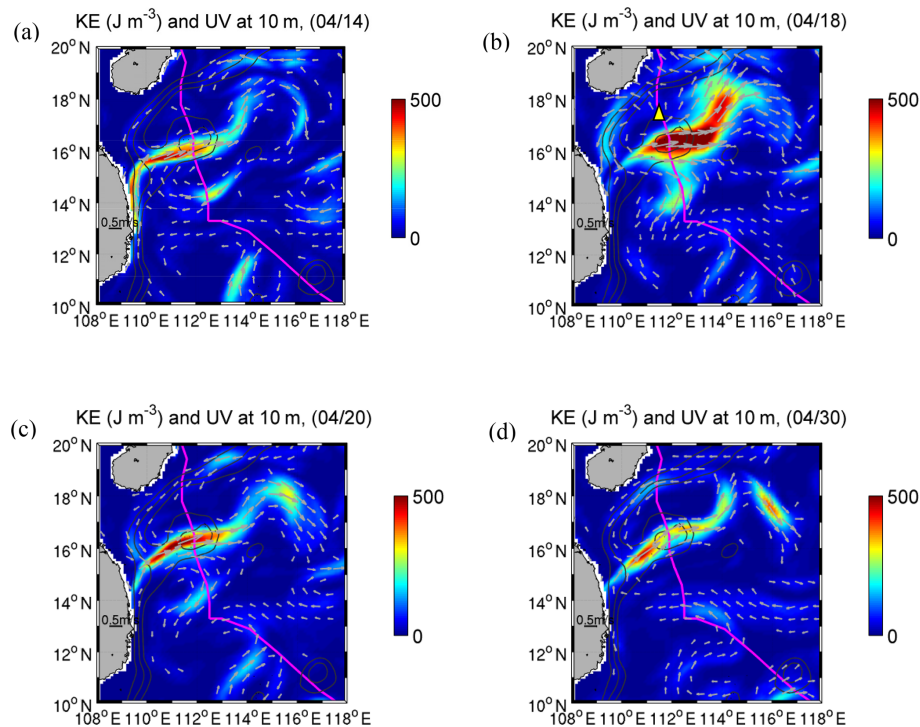 (a)
KE (J m⁻³) and UV at 10 m, (04/14)
20° N
18° N
16° N
14° N
12° N
10° N
0.5m/s
108° E 110° E 112° E 114° E 116° E 118° E
500
0
(b)
KE (J m⁻³) and UV at 10 m, (04/18)
20° N
18° N
16° N
14° N
12° N
10° N
0.5m/s
108° E 110° E 112° E 114° E 116° E 118° E
500
0
(c)
KE (J m⁻³) and UV at 10 m, (04/20)
20° N
18° N
16° N
14° N
12° N
10° N
0.5m/s
108° E 110° E 112° E 114° E 116° E 118° E
500
0
(d)
KE (J m⁻³) and UV at 10 m, (04/30)
20° N
18° N
16° N
14° N
12° N
10° N
0.5m/s
108° E 110° E 112° E 114° E 116° E 118° E
500
0